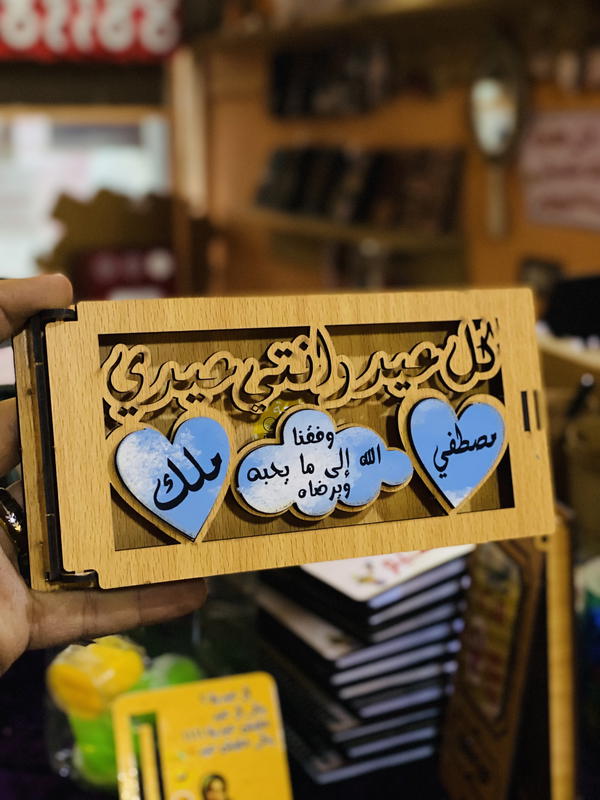 كل عيد وانتي عيدي
مصطفي
وفقنا
الله إلى ما يحبه
ويرضاه
ملك